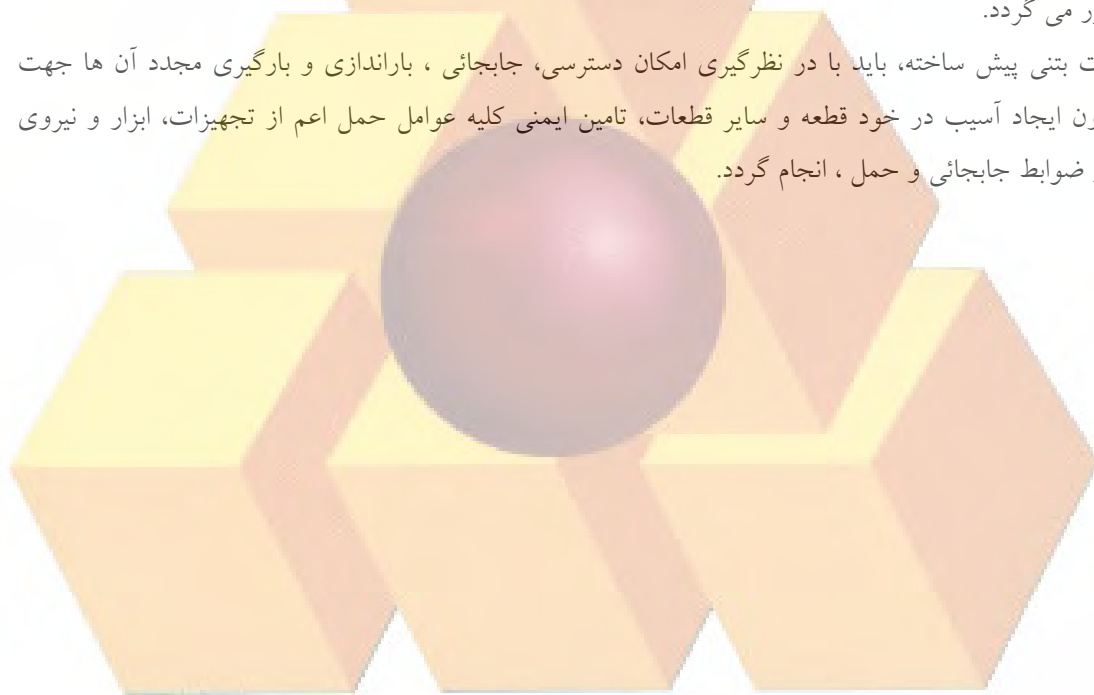 می گردد.
بتنی پیش ساخته، باید با در نظرگیری امکان دسترسی، جابجائی ، باراندازی و بارگیری مجدد آن ها جهت
ایجاد آسیب در خود قطعه و سایر قطعات، تامین ایمنی کلیه عوامل حمل اعم از تجهیزات، ابزار و نیروی
ضوابط جابجائی و حمل ، انجام گردد.